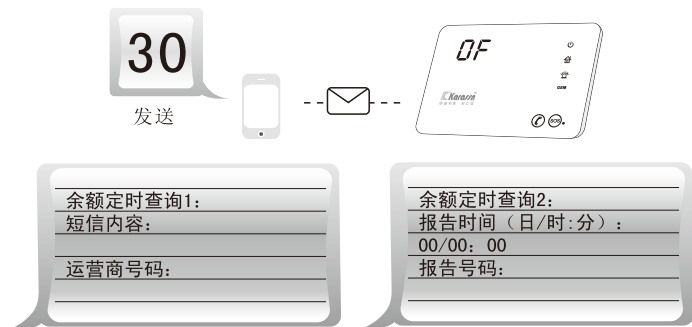 30
发送
0F
GSM
Karassn
SOS
余额定时查询1：
短信内容：
运营商号码：
余额定时查询2：
报告时间（日/时:分）：
00/00：00
报告号码：